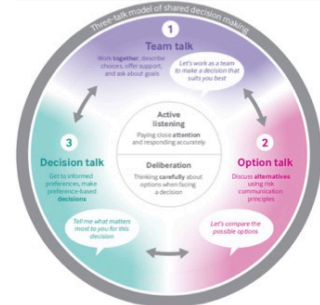 Three-talk model of shared decision making
1
Team talk
Work together, describe
choices, offer support,
and ask about goals
Let's work as a team
to make a decision that
suits you best
Active
listening
Paying close attention
and responding accurately
Deliberation
Thinking carefully about
options when facing
a decision
3
Decision talk
Get to informed
preferences, make
preference-based
decisions
Tell me what matters
most to you for this
decision
2
Option talk
Discuss alternatives
using risk
communication
principles
Let's compare the
possible options